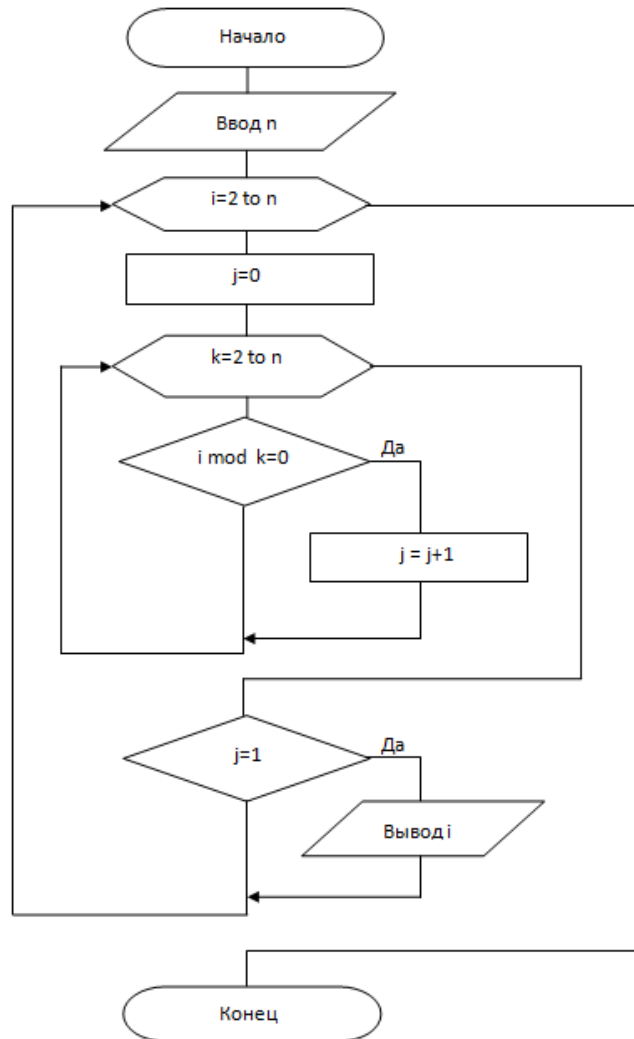 Начало
Ввод n
i=2 to n
j=0
k=2 to n
i mod k=0
Да
j = j+1
j=1
Да
Вывод i
Конец